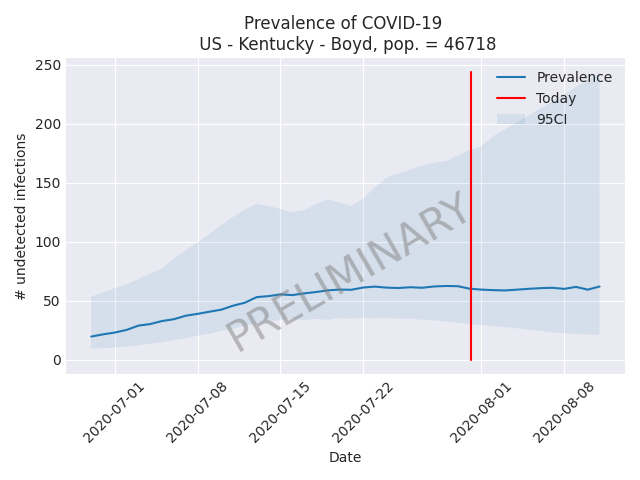 Prevalence of COVID-19
US - Kentucky - Boyd, pop. = 46718
250
200
150
100
50
0
# undetected infections
Prevalence
Today
95CI
PRELIMINARY
2020-07-01
2020-07-08
2020-07-15
2020-07-22
2020-08-01
2020-08-08
Date